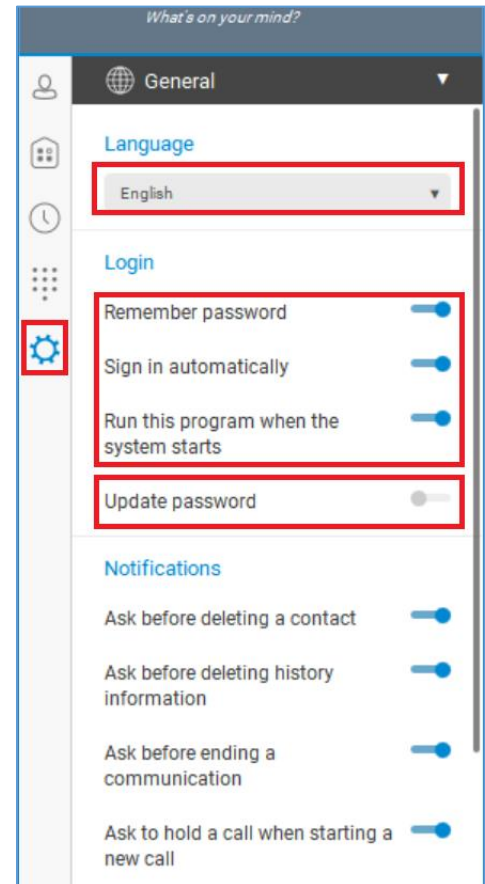 What's on your mind?
General
Language
English
Login
Remember password
Sign in automatically
Run this program when the
system starts
Update password
Notifications
Ask before deleting a contact
Ask before deleting history
information
Ask before ending a
communication
Ask to hold a call when starting a
new call